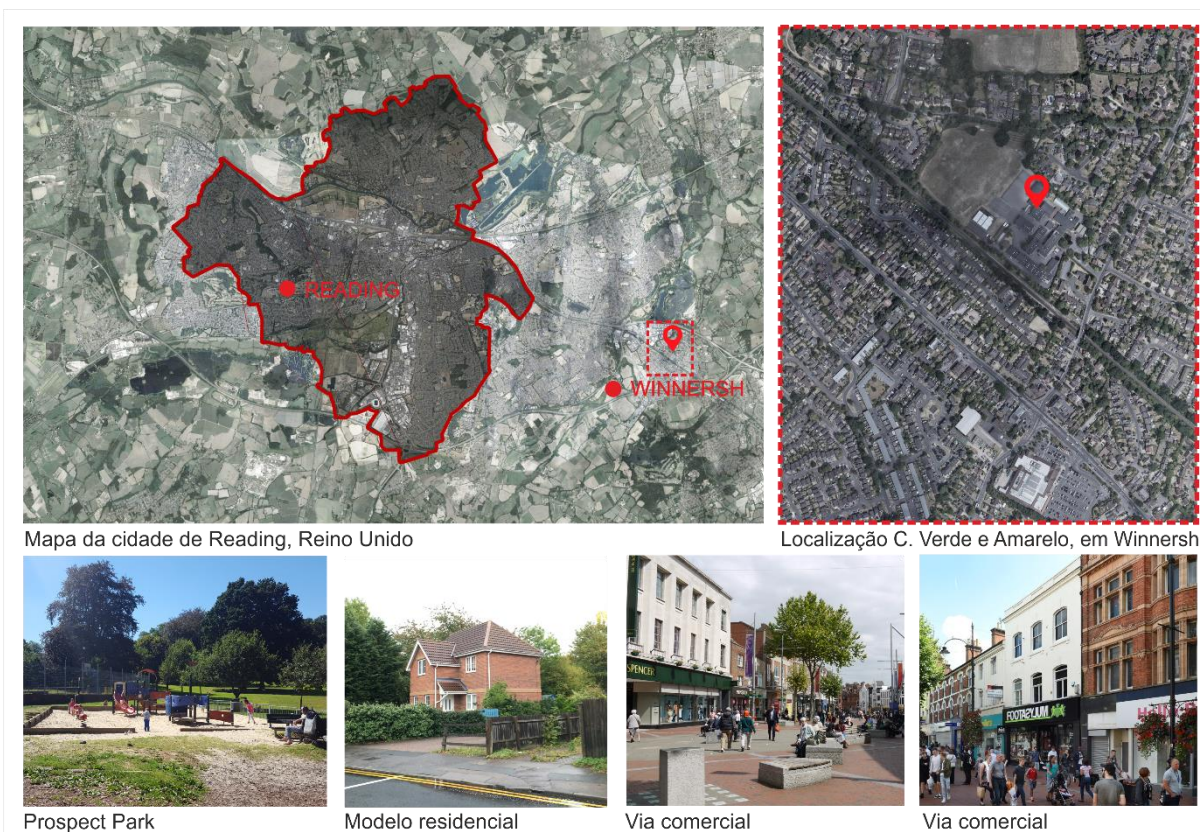 READING
WINNERSH
Mapa da cidade de Reading, Reino Unido
Localização C. Verde e Amarelo, em Winnersh
SPENCER
FOOTASYLUM
Prospect Park
Modelo residencial
Via comercial
Via comercial